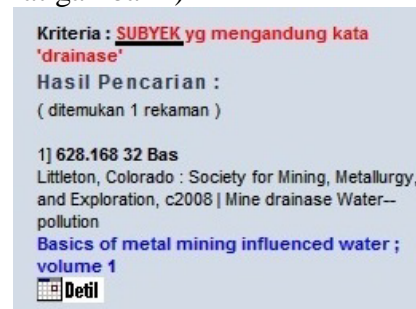 Kriteria : SUBYEK yg mengandung kata
'drainase'
Hasil Pencarian :
( ditemukan 1 rekaman )
1] 628.168 32 Bas
Littleton, Colorado : Society for Mining, Metallurgy,
and Exploration, c2008 | Mine drainase Water--
pollution
Basics of metal mining influenced water ;
volume 1
Detil